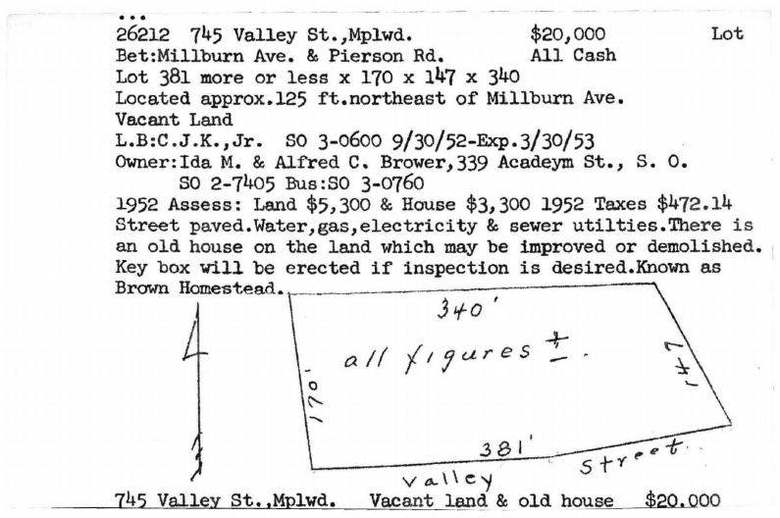 ...
26212 745 Valley St.,Mplwd. $20,000 Lot
Bet:Millburn Ave. & Pierson Rd. All Cash
Lot 381 more or less x 170 x 147 x 340
Located approx.125 ft.northeast of Millburn Ave.
Vacant Land
L.B:C.J.K.,Jr. SO 3-0600 9/30/52-Exp.3/30/53
Owner:Ida M. & Alfred C. Brower,339 Acadeym St., S. O.
SO 2-7405 Bus:SO 3-0760
1952 Assess: Land $5,300 & House $3,300 1952 Taxes $472.14
Street paved.Water,gas,electricity & sewer utilties.There is
an old house on the land which may be improved or demolished.
Key box will be erected if inspection is desired.Known as
Brown Homestead.
340'
all figures ±.
170'
147
381'
Valley Street..
745 Valley St.,Mplwd. Vacant land & old house $20.000